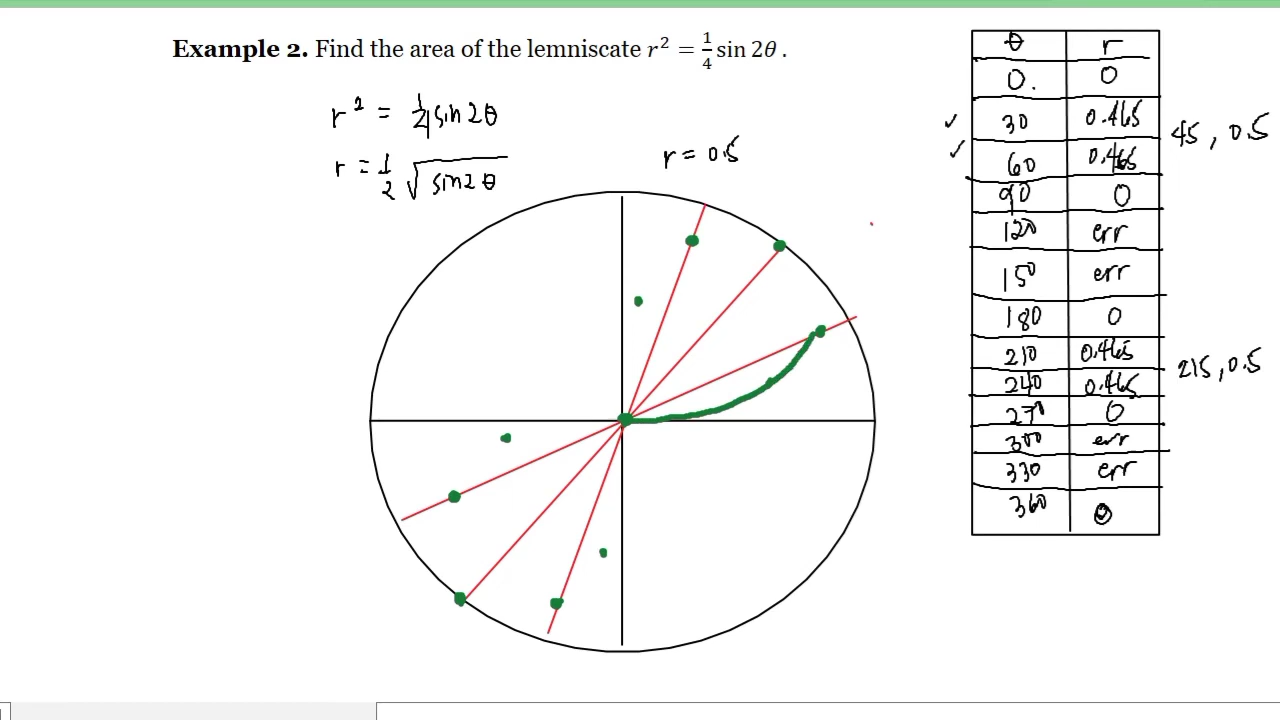 Example 2. Find the area of the lemniscate r² = 1/4 sin 2θ .
r² = 1/4 sin 2θ
r = 1/2 √sin 2θ
r = 0.5
θ r
0. 0
30 0.465
45, 0.5
60 0.465
90 0
120 err
150 err
180 0
210 0.465
215, 0.5
240 0.465
270 0
300 err
330 err
360 0